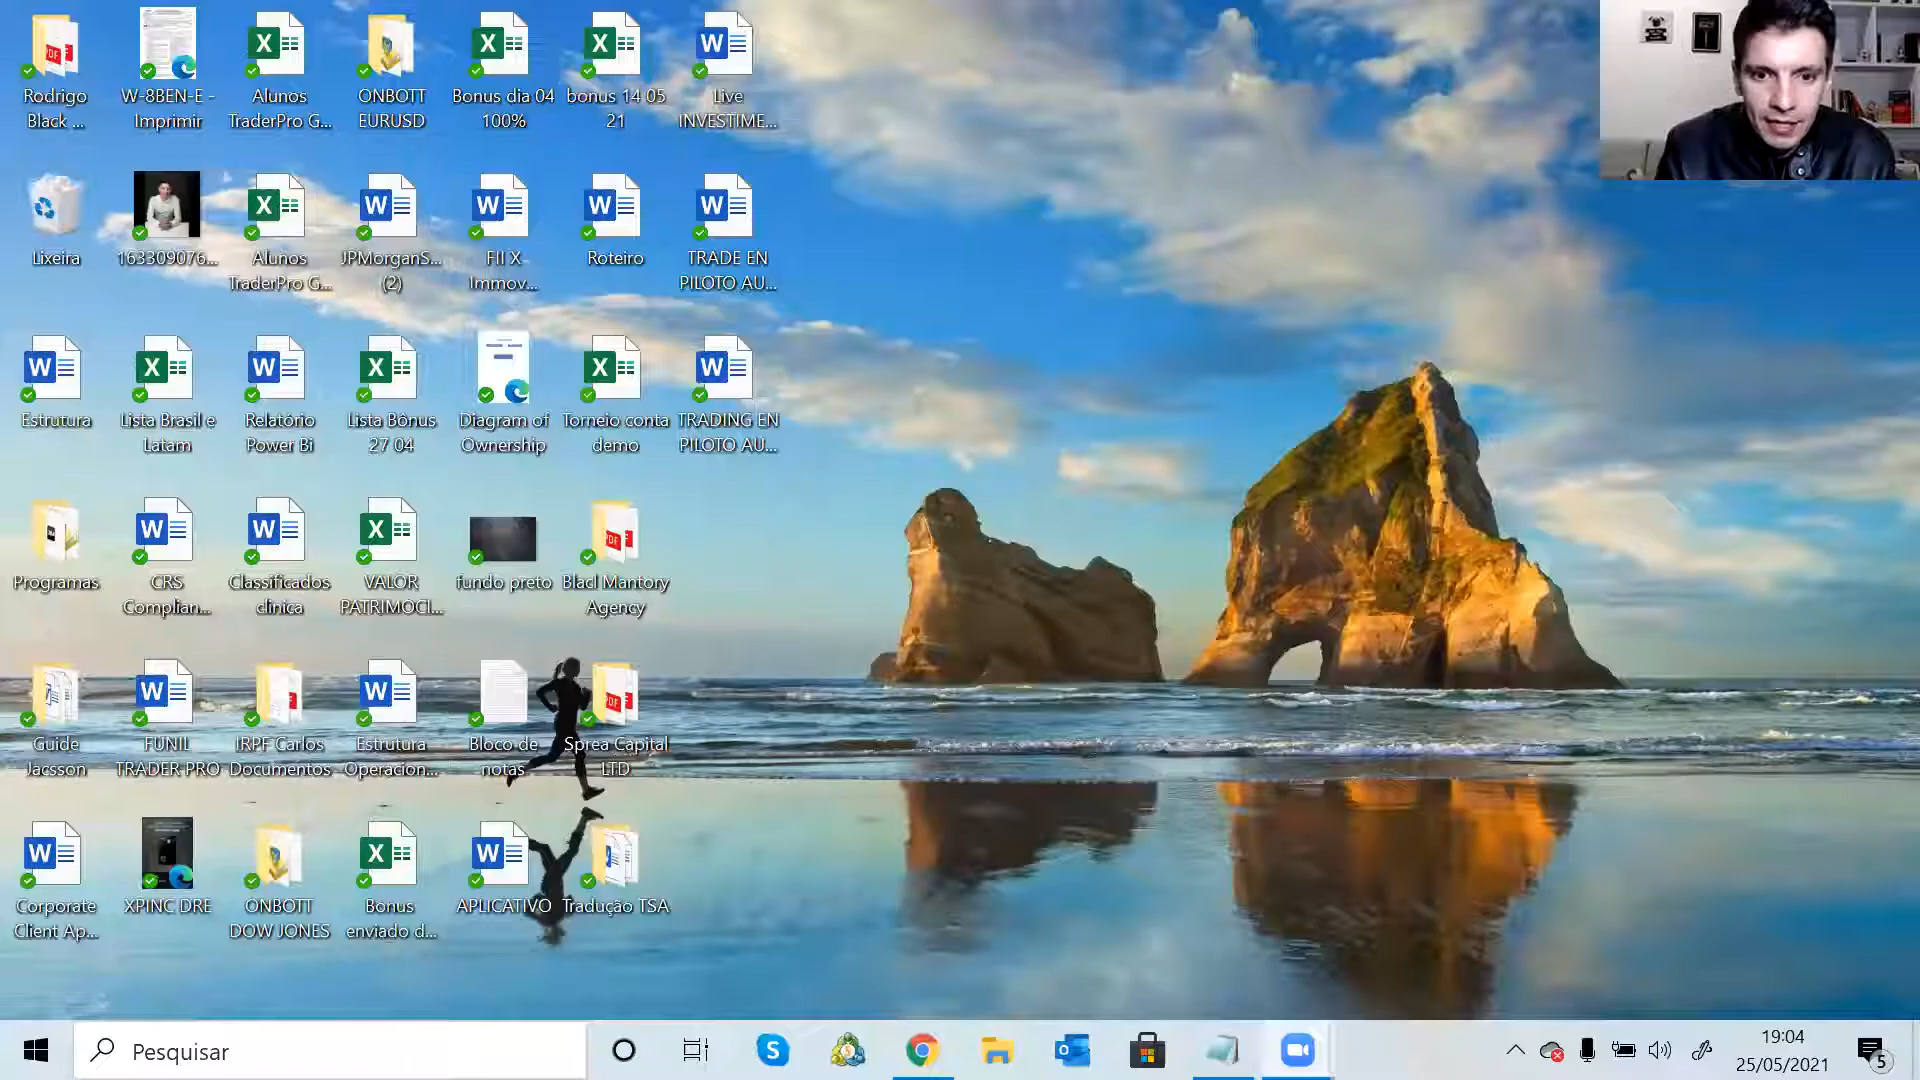 Rodrigo
Black ...
W-8BEN-E -
Imprimir
Alunos
TraderPro G...
ONBOTT
EURUSD
Bonus dia 04
100%
bonus 14 05
21
Live
INVESTIME...
Lixeira
163309076...
Alunos
TraderPro G...
JPMorganS...
(2)
FII X
Immov...
Roteiro
TRADE EN
PILOTO AU...
Estrutura
Lista Brasil e
Latam
Relatório
Power Bi
Lista Bônus
27 04
Diagram of
Ownership
Torneio conta
demo
TRADING EN
PILOTO AU...
Programas
CRS
Complian...
Classificados
clinica
VALOR
PATRIMOCI...
fundo preto
Blacl Mantory
Agency
Guide
Jacsson
FUNIL
TRADER PRO
IRPF Carlos
Documentos
Estrutura
Operacion...
Bloco de
notas
Sprea Capital
LTD
Corporate
Client Ap...
XPINC DRE
ONBOTT
DOW JONES
Bonus
enviado d...
APLICATIVO
Tradução TSA
Pesquisar
19:04
25/05/2021
5